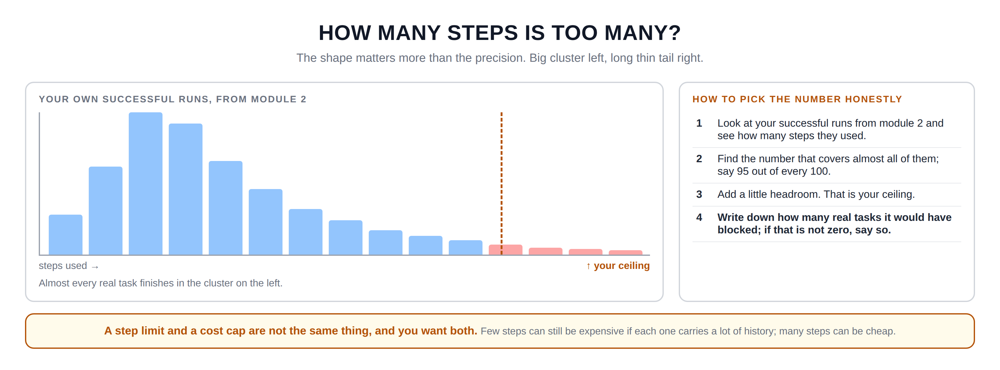 HOW MANY STEPS IS TOO MANY?
The shape matters more than the precision. Big cluster left, long thin tail right.
YOUR OWN SUCCESSFUL RUNS, FROM MODULE 2
steps used →
↑ your ceiling
Almost every real task finishes in the cluster on the left.
HOW TO PICK THE NUMBER HONESTLY
1 Look at your successful runs from module 2 and
see how many steps they used.
2 Find the number that covers almost all of them;
say 95 out of every 100.
3 Add a little headroom. That is your ceiling.
4 Write down how many real tasks it would have
blocked; if that is not zero, say so.
A step limit and a cost cap are not the same thing, and you want both. Few steps can still be expensive if each one carries a lot of history; many steps can be cheap.